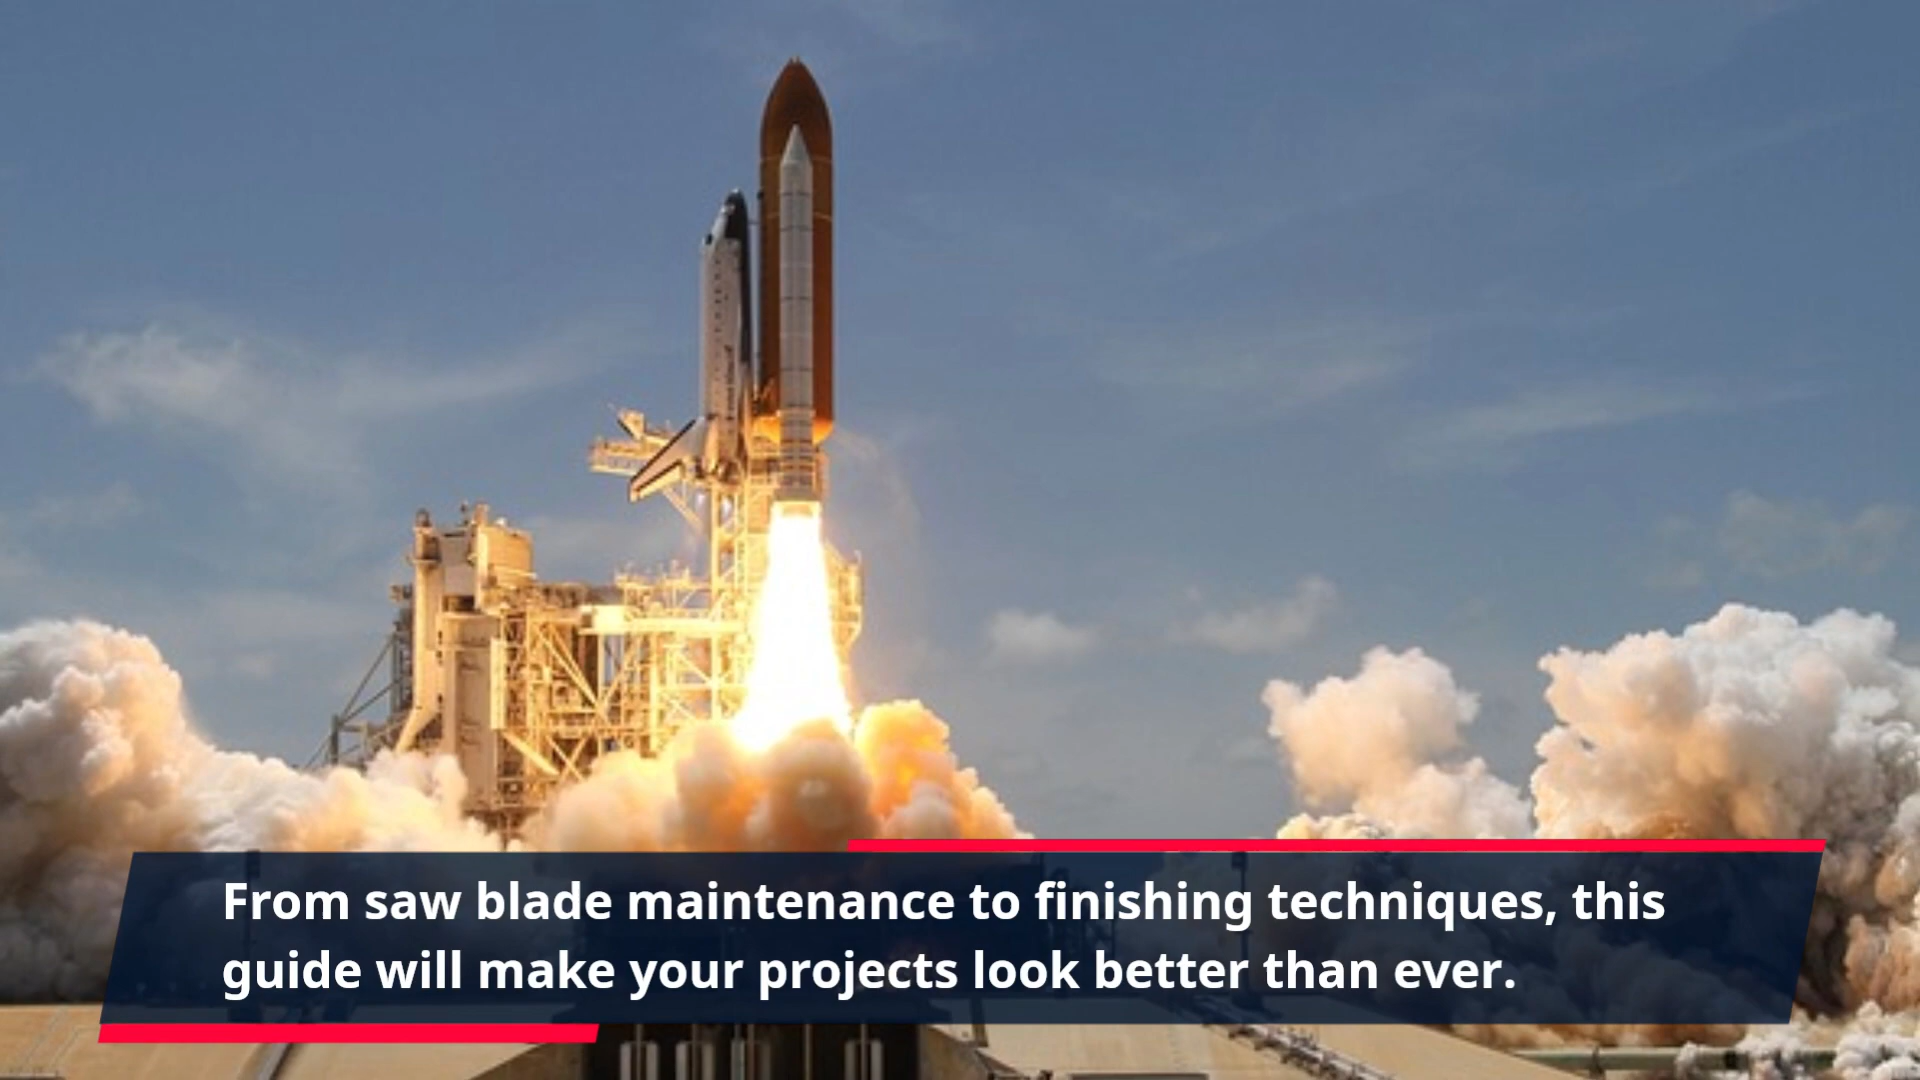 From saw blade maintenance to finishing techniques, this
guide will make your projects look better than ever.